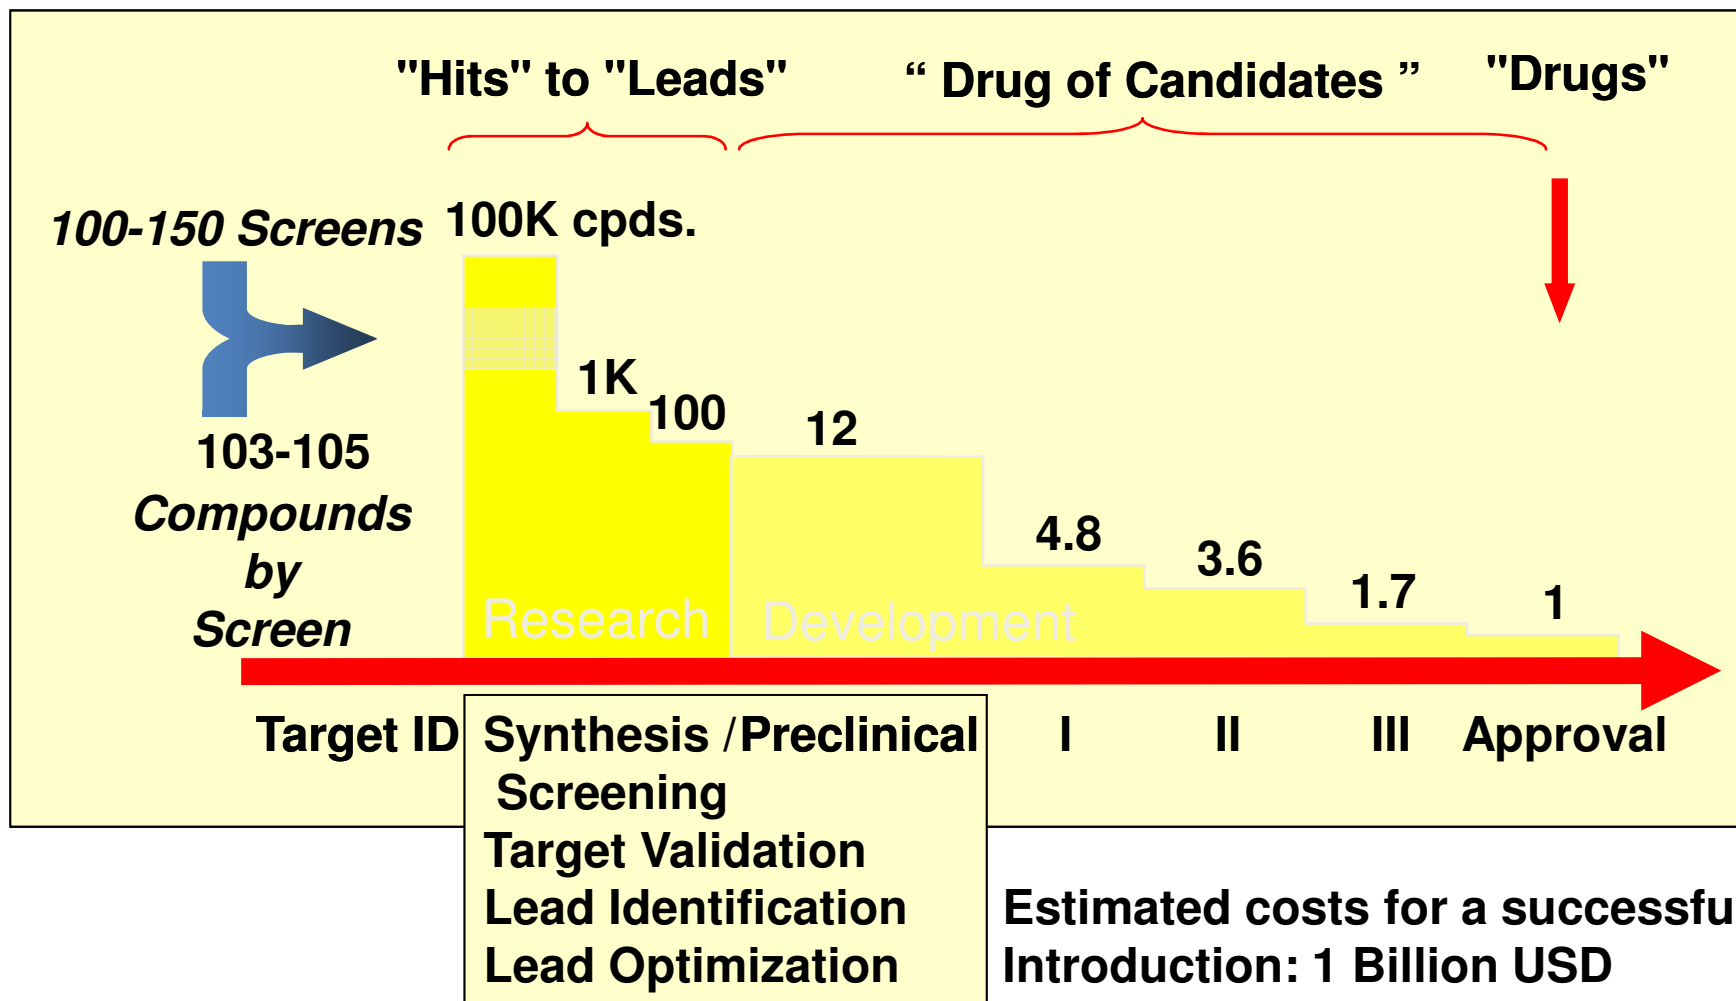 "Hits" to "Leads"
“ Drug of Candidates ”
"Drugs"
100-150 Screens
100K cpds.
1K
100
12
4.8
3.6
1.7
1
103-105
Compounds
by
Screen
Research
Development
Target ID
Synthesis /Preclinical
I
II
III
Approval
Screening
Target Validation
Lead Identification
Lead Optimization
Estimated costs for a successfu
Introduction: 1 Billion USD